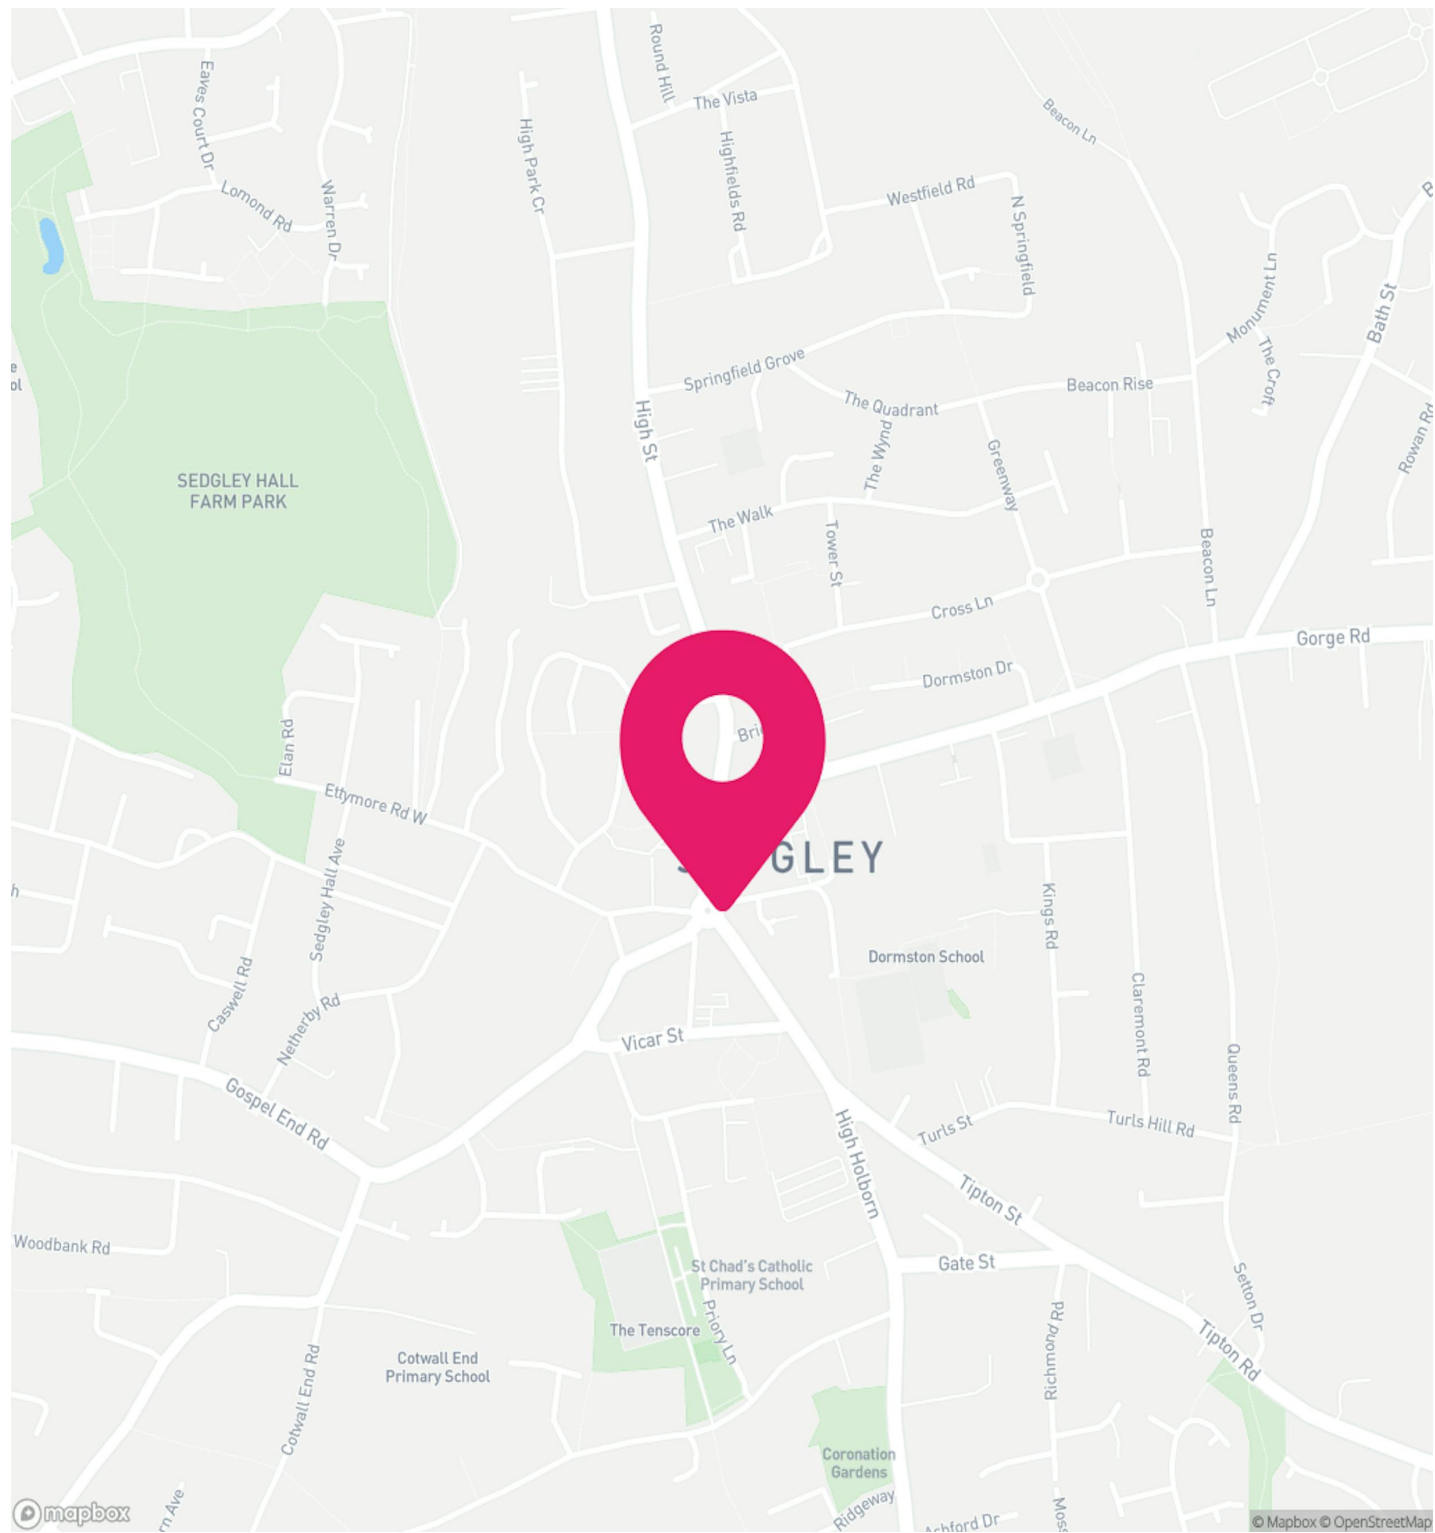 Round Hill
The Vista
Eaves Court Dr
Beacon Ln
High Park Cr
Highfields Rd
Lomond Rd
Warren Dr
Westfield Rd
N Springfield
Monument Ln
Bath St
The Croft
Springfield Grove
Beacon Rise
The Quadrant
High St
The Wynd
Greenway
Rowan Rd
SEDGLEY HALL
FARM PARK
The Walk
Tower St
Beacon Ln
Cross Ln
Gorge Rd
Dormston Dr
Elan Rd
Ettymore Rd W
GLEY
Sedgley Hall Ave
Kings Rd
Dormston School
Caswell Rd
Netherby Rd
Claremont Rd
Vicar St
Queens Rd
Gospel End Rd
High Holborn
Turls St
Turls Hill Rd
Tipton St
Woodbank Rd
St Chad's Catholic
Primary School
Gate St
Setton Dr
The Tenscore
Priory Ln
Cotwall End
Primary School
Richmond Rd
Tipton Rd
Cotwall End Rd
Coronation
Gardens
Ridgeway
Moss
Ashford Dr
rn Ave
mapbox
© Mapbox © OpenStreetMap